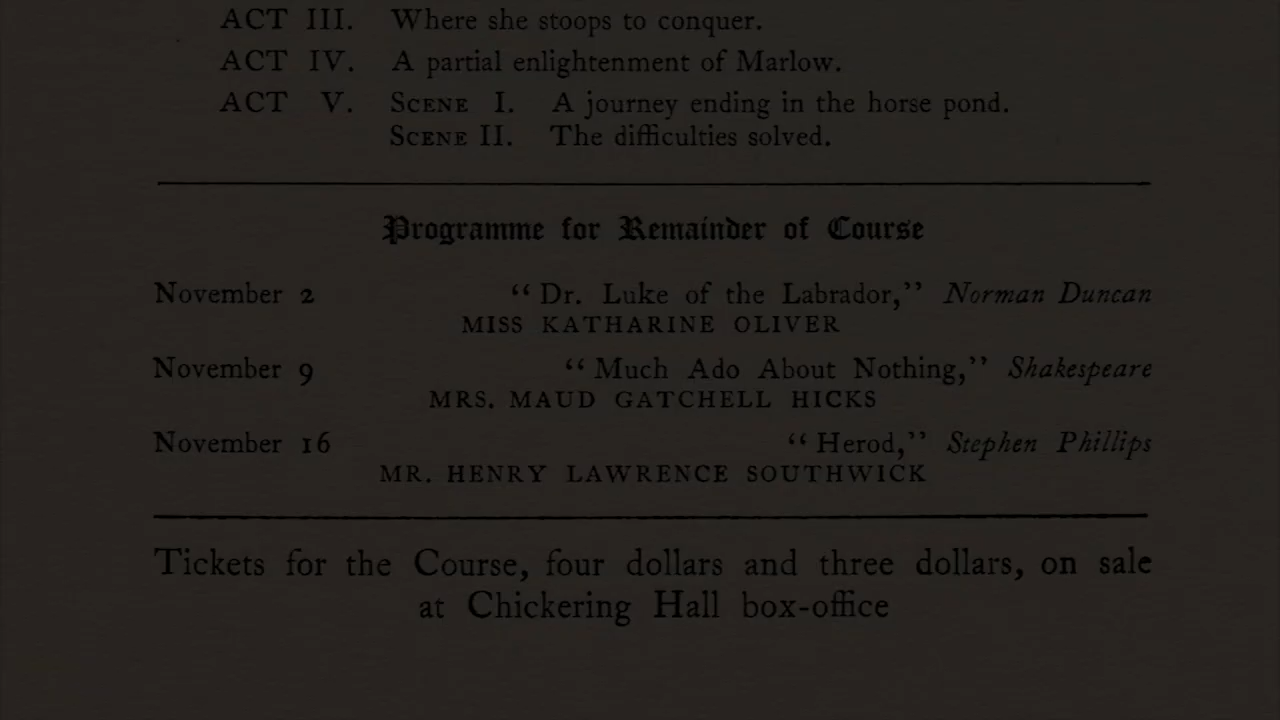 ACT III. Where she stoops to conquer.
ACT IV. A partial enlightenment of Marlow.
ACT V. SCENE I. A journey ending in the horse pond.
SCENE II. The difficulties solved.
Programme for Remainder of Course
November 2 “Dr. Luke of the Labrador,” Norman Duncan
MISS KATHARINE OLIVER
November 9 “Much Ado About Nothing,” Shakespeare
MRS. MAUD GATCHELL HICKS
November 16 “Herod,” Stephen Phillips
MR. HENRY LAWRENCE SOUTHWICK
Tickets for the Course, four dollars and three dollars, on sale
at Chickering Hall box-office